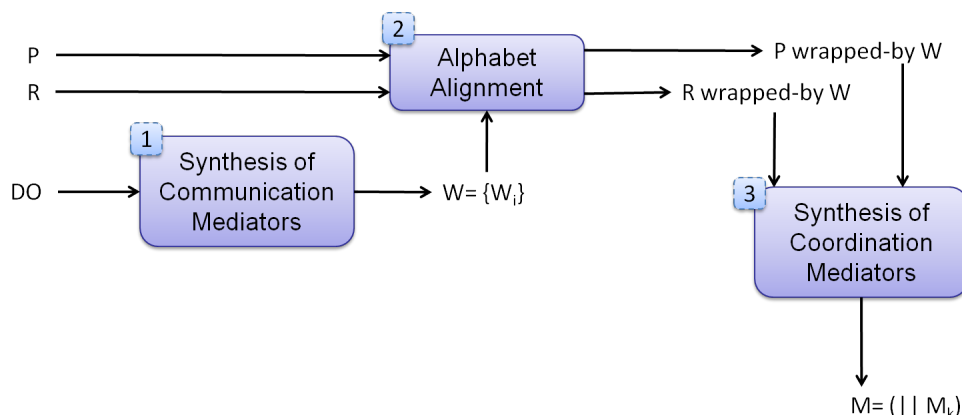 2
P
Alphabet
Alignment
P wrapped-by W
R
R wrapped-by W
1
Synthesis of
Communication
Mediators
DO
W= {Wi}
3
Synthesis of
Coordination
Mediators
M= (|| Mk)